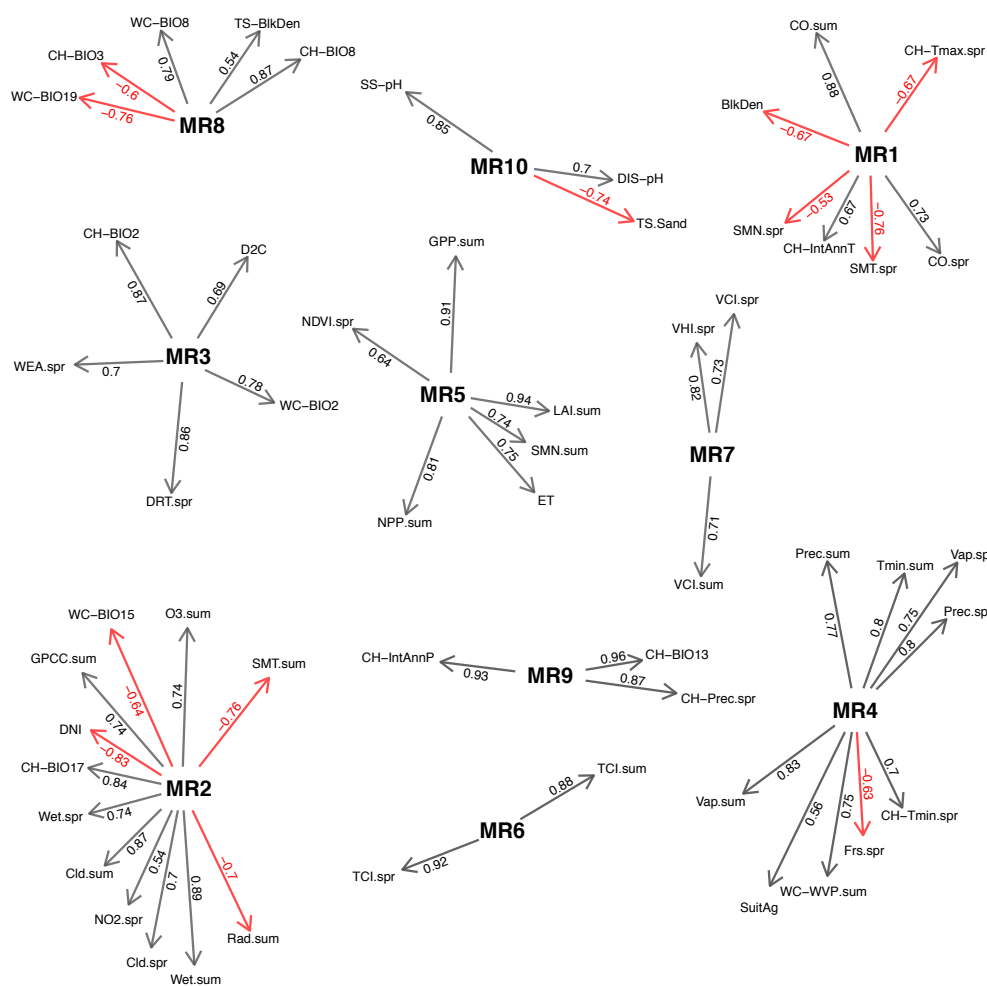 WC−BIO8
TS−BlkDen
CH−BIO3
CH−BIO8
WC−BIO19
0.79
0.54
0.87
−0.6
−0.76
MR8
SS−pH
0.85
MR10
0.7
DIS−pH
−0.74
TS.Sand
CO.sum
CH−Tmax.spr
0.88
−0.67
BlkDen
−0.67
MR1
−0.53
0.67
−0.76
0.73
SMN.spr
CH−IntAnnT
SMT.spr
CO.spr
CH−BIO2
D2C
0.87
0.69
MR3
WEA.spr
0.7
0.78
WC−BIO2
0.86
DRT.spr
GPP.sum
0.91
NDVI.spr
0.64
MR5
0.94
LAI.sum
0.74
SMN.sum
0.75
ET
0.81
NPP.sum
VCI.spr
VHI.spr
0.73
0.82
MR7
0.71
VCI.sum
WC−BIO15
O3.sum
GPCC.sum
SMT.sum
−0.64
0.74
−0.76
0.74
DNI
−0.83
CH−BIO17
0.84
MR2
Wet.spr
0.74
0.87
Cld.sum
0.54
0.7
0.89
−0.7
NO2.spr
Cld.spr
Rad.sum
Wet.sum
CH−IntAnnP
0.93
MR9
0.96
CH−BIO13
0.87
CH−Prec.spr
TCI.sum
0.88
MR6
0.92
TCI.spr
Prec.sum
Tmin.sum
Vap.sp
Prec.sp
0.77
0.8
0.75
0.8
MR4
0.83
Vap.sum
0.56
0.75
−0.63
0.7
CH−Tmin.spr
Frs.spr
WC−WVP.sum
SuitAg